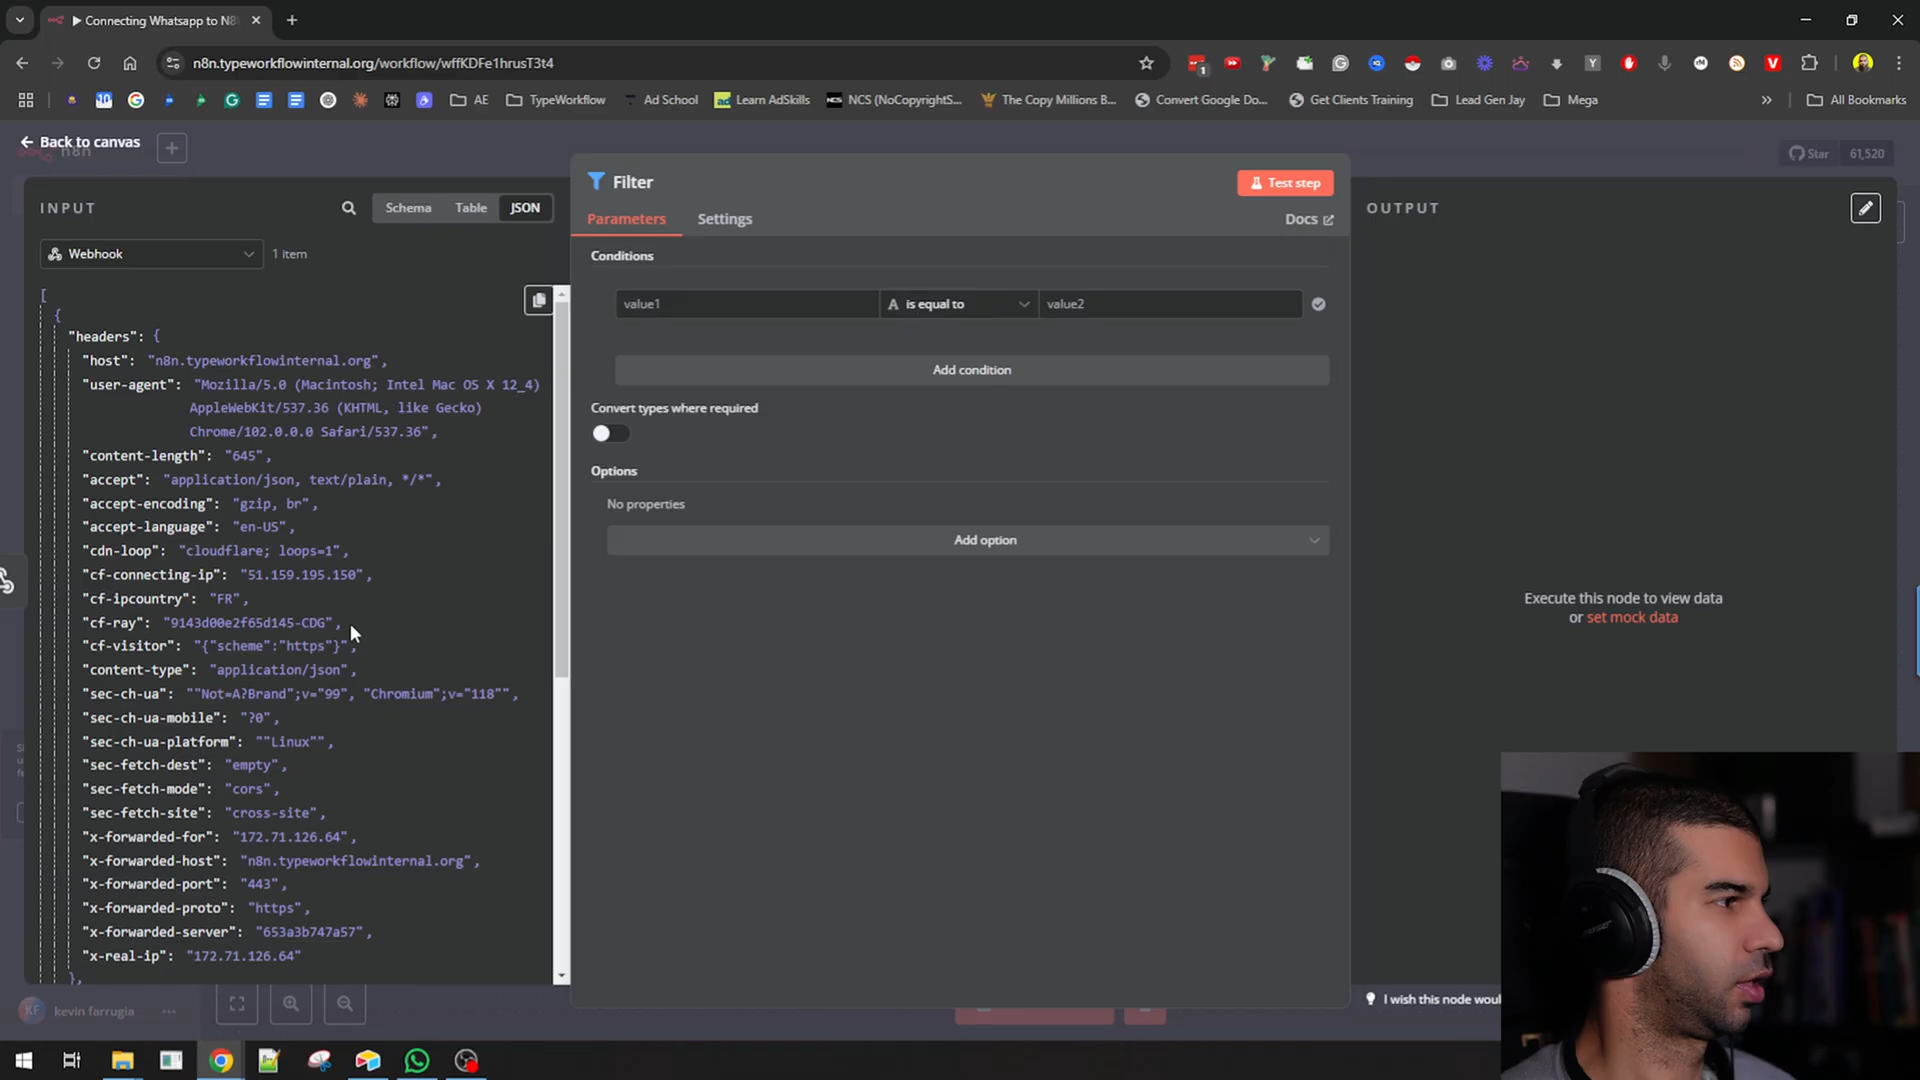 Connecting Whatsapp to N8
n8n.typeworkflowinternal.org/workflow/wffKDFe1hrusT3t4
AE
TypeWorkflow
Ad School
Learn AdSkills
NCS (NoCopyrightS...
The Copy Millions B...
Convert Google Do...
Get Clients Training
Lead Gen Jay
Mega
All Bookmarks
Back to canvas
n8n
Star
61,520
INPUT
Schema
Table
JSON
Webhook
1 item
[
{
"headers": {
"host": "n8n.typeworkflowinternal.org",
"user-agent": "Mozilla/5.0 (Macintosh; Intel Mac OS X 12_4)
AppleWebKit/537.36 (KHTML, like Gecko)
Chrome/102.0.0.0 Safari/537.36",
"content-length": "645",
"accept": "application/json, text/plain, */*",
"accept-encoding": "gzip, br",
"accept-language": "en-US",
"cdn-loop": "cloudflare; loops=1",
"cf-connecting-ip": "51.159.195.150",
"cf-ipcountry": "FR",
"cf-ray": "9143d00e2f65d145-CDG",
"cf-visitor": "{"scheme":"https"}",
"content-type": "application/json",
"sec-ch-ua": ""Not=A?Brand";v="99", "Chromium";v="118"",
"sec-ch-ua-mobile": "?0",
"sec-ch-ua-platform": ""Linux"",
"sec-fetch-dest": "empty",
"sec-fetch-mode": "cors",
"sec-fetch-site": "cross-site",
"x-forwarded-for": "172.71.126.64",
"x-forwarded-host": "n8n.typeworkflowinternal.org",
"x-forwarded-port": "443",
"x-forwarded-proto": "https",
"x-forwarded-server": "653a3b747a57",
"x-real-ip": "172.71.126.64"
},
Filter
Test step
Parameters
Settings
Docs
Conditions
value1
A is equal to
value2
Add condition
Convert types where required
Options
No properties
Add option
OUTPUT
Execute this node to view data
or set mock data
I wish this node woul
KF
kevin farrugia